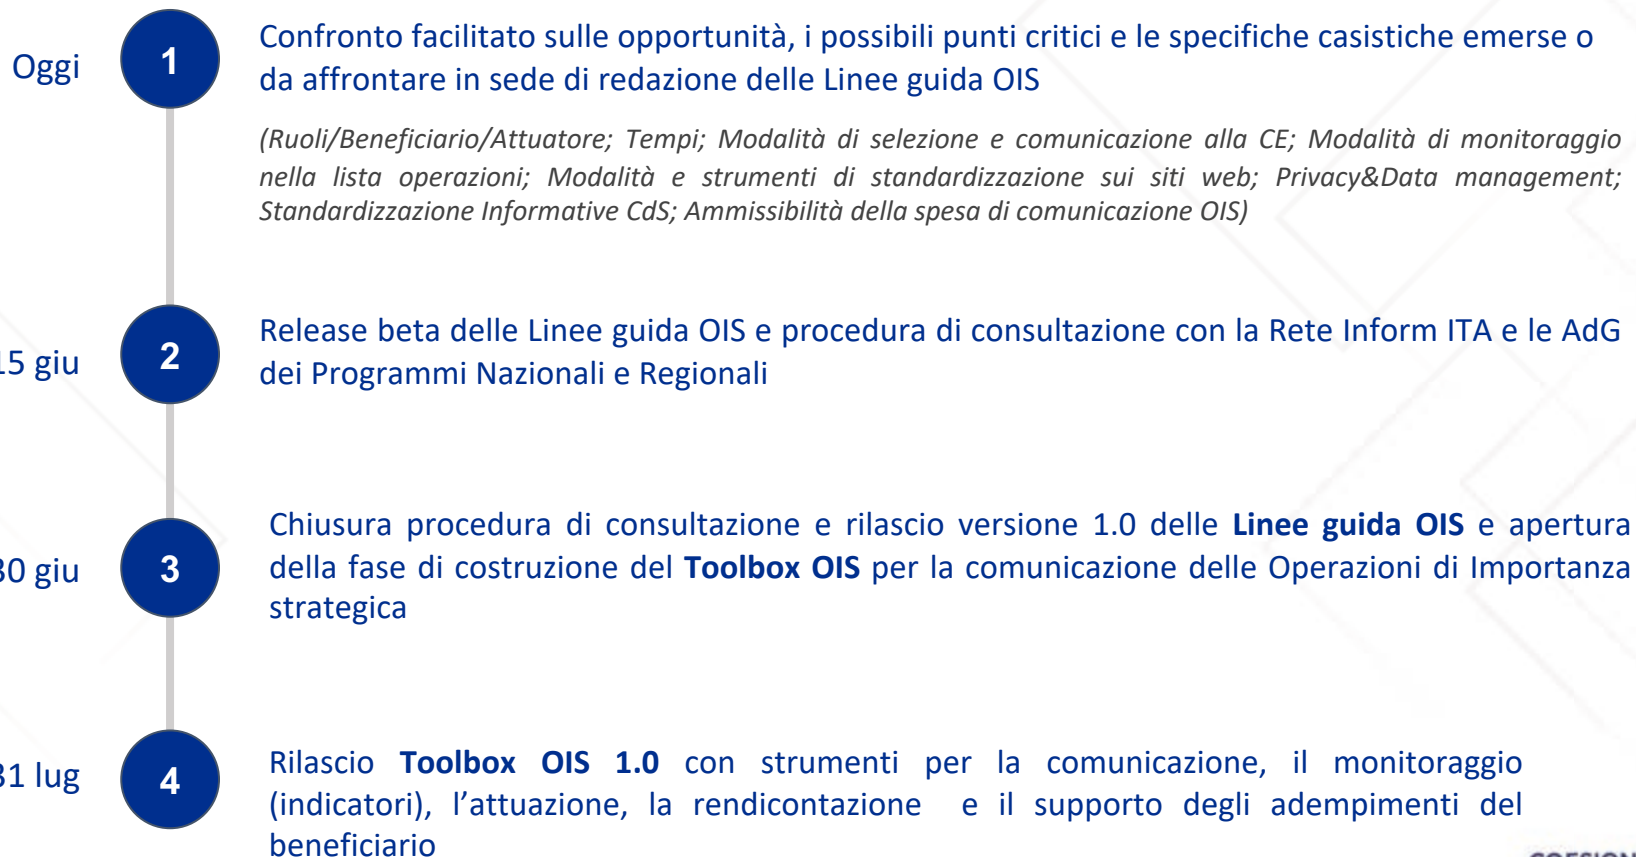 Oggi
1
Confronto facilitato sulle opportunità, i possibili punti critici e le specifiche casistiche emerse o
da affrontare in sede di redazione delle Linee guida OIS
(Ruoli/Beneficiario/Attuatore; Tempi; Modalità di selezione e comunicazione alla CE; Modalità di monitoraggio
nella lista operazioni; Modalità e strumenti di standardizzazione sui siti web; Privacy&Data management;
Standardizzazione Informative CdS; Ammissibilità della spesa di comunicazione OIS)
15 giu
2
Release beta delle Linee guida OIS e procedura di consultazione con la Rete Inform ITA e le AdG
dei Programmi Nazionali e Regionali
30 giu
3
Chiusura procedura di consultazione e rilascio versione 1.0 delle Linee guida OIS e apertura
della fase di costruzione del Toolbox OIS per la comunicazione delle Operazioni di Importanza
strategica
31 lug
4
Rilascio Toolbox OIS 1.0 con strumenti per la comunicazione, il monitoraggio
(indicatori), l’attuazione, la rendicontazione e il supporto degli adempimenti del
beneficiario